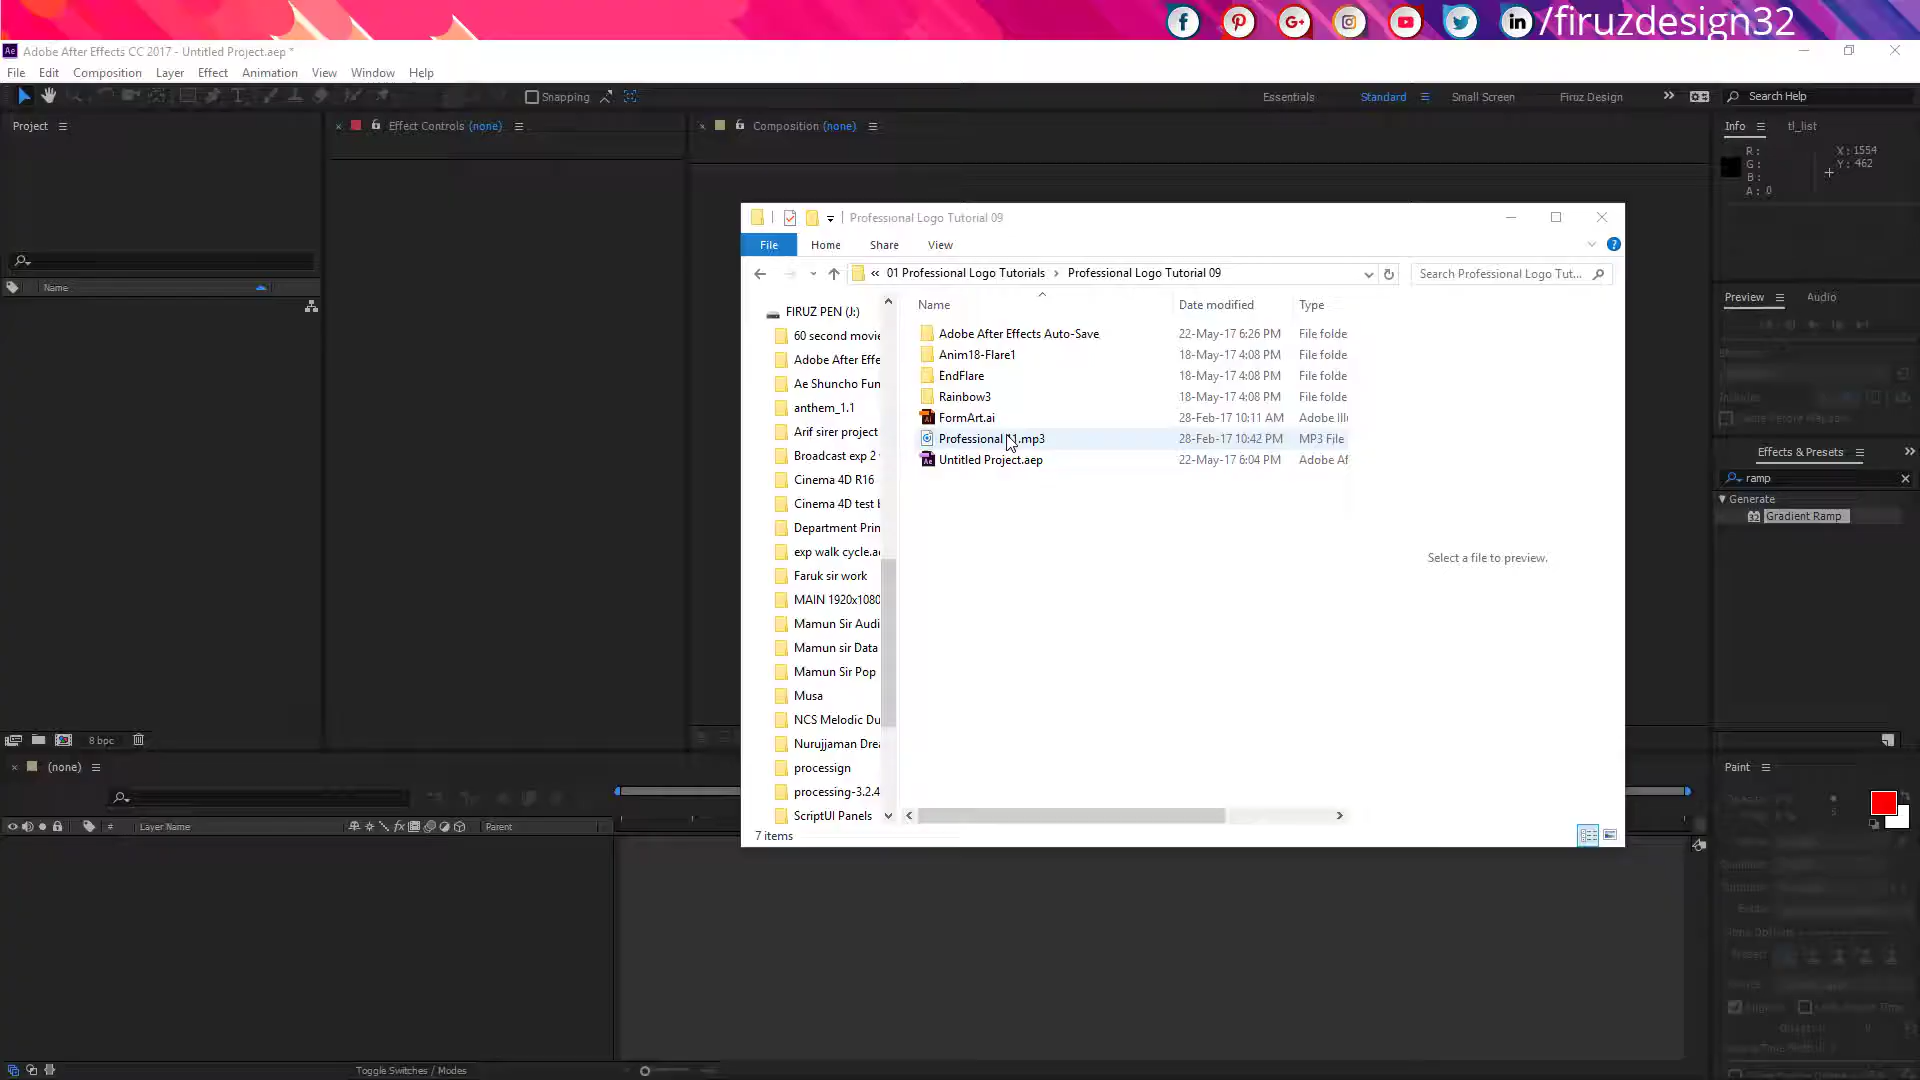 /firuzdesign32
Adobe After Effects CC 2017 - Untitled Project.aep *
File Edit Composition Layer Effect Animation View Window Help
Snapping
Essentials Standard Small Screen Firoz Design Search Help
Project
Effect Controls (none)
Composition (none)
Info tl_list
R :
G :
B :
A : 0
X : 1554
Y : 462
Name
8 bpc
Professional Logo Tutorial 09
File Home Share View
« 01 Professional Logo Tutorials › Professional Logo Tutorial 09
Search Professional Logo Tut...
FIRUZ PEN (J:)
60 second movie
Adobe After Effe
Ae Shuncho Fun
anthem_1.1
Arif sirer project
Broadcast exp 2
Cinema 4D R16
Cinema 4D test
Department Prin
exp walk cycle.ae
Faruk sir work
MAIN 1920x1080
Mamun Sir Audi
Mamun sir Data
Mamun Sir Pop
Musa
NCS Melodic Du
Nurujjaman Drea
processign
processing-3.2.4
ScriptUI Panels
Name Date modified Type
Adobe After Effects Auto-Save 22-May-17 6:26 PM File folde
Anim18-Flare1 18-May-17 4:08 PM File folde
EndFlare 18-May-17 4:08 PM File folde
Rainbow3 18-May-17 4:08 PM File folde
FormArt.ai 28-Feb-17 10:11 AM Adobe Illu
Professional 1.mp3 28-Feb-17 10:42 PM MP3 File
Untitled Project.aep 22-May-17 6:04 PM Adobe Af
Select a file to preview.
7 items
Preview Audio
Effects & Presets
ramp
Generate
Gradient Ramp
Paint
(none)
# Layer Name Parent
Toggle Switches / Modes